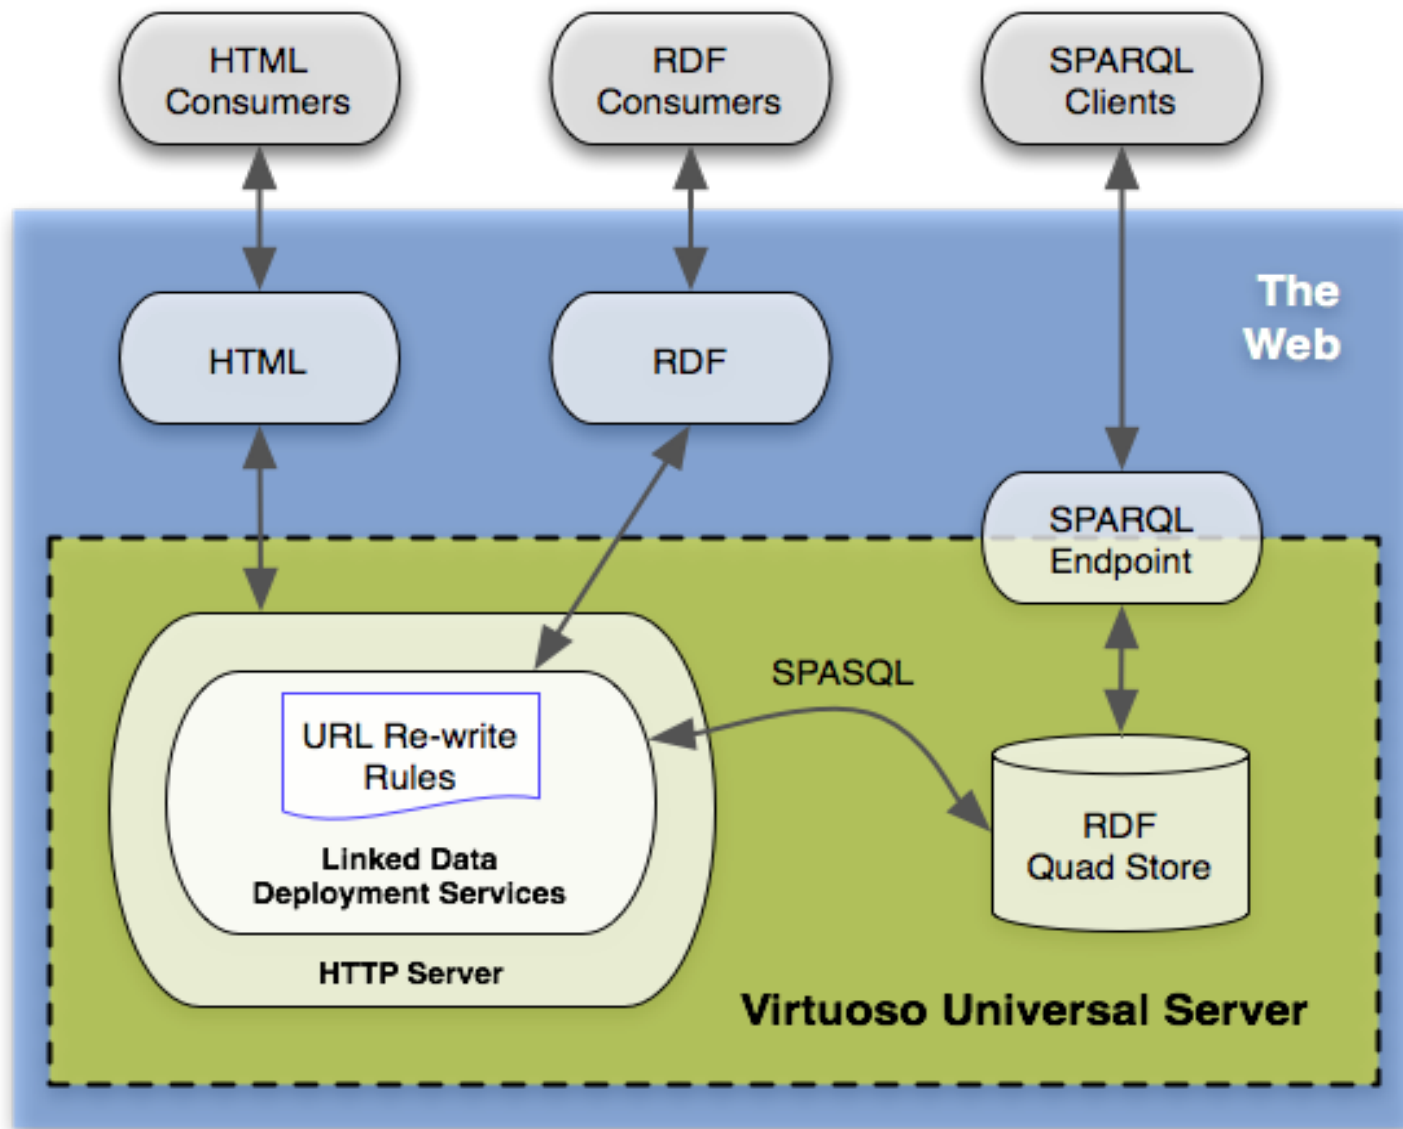 HTML
Consumers
RDF
Consumers
SPARQL
Clients
The
Web
HTML
RDF
SPARQL
Endpoint
SPASQL
URL Re-write
Rules
Linked Data
Deployment Services
HTTP Server
RDF
Quad Store
Virtuoso Universal Server